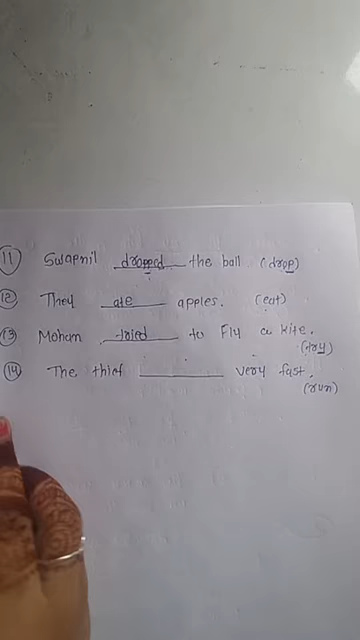 11 Swapnil dropped the ball. (drop)
12 They ate apples. (eat)
13 Moham tried to Fly a kite. (try)
14 The thief ________ very fast. (run)